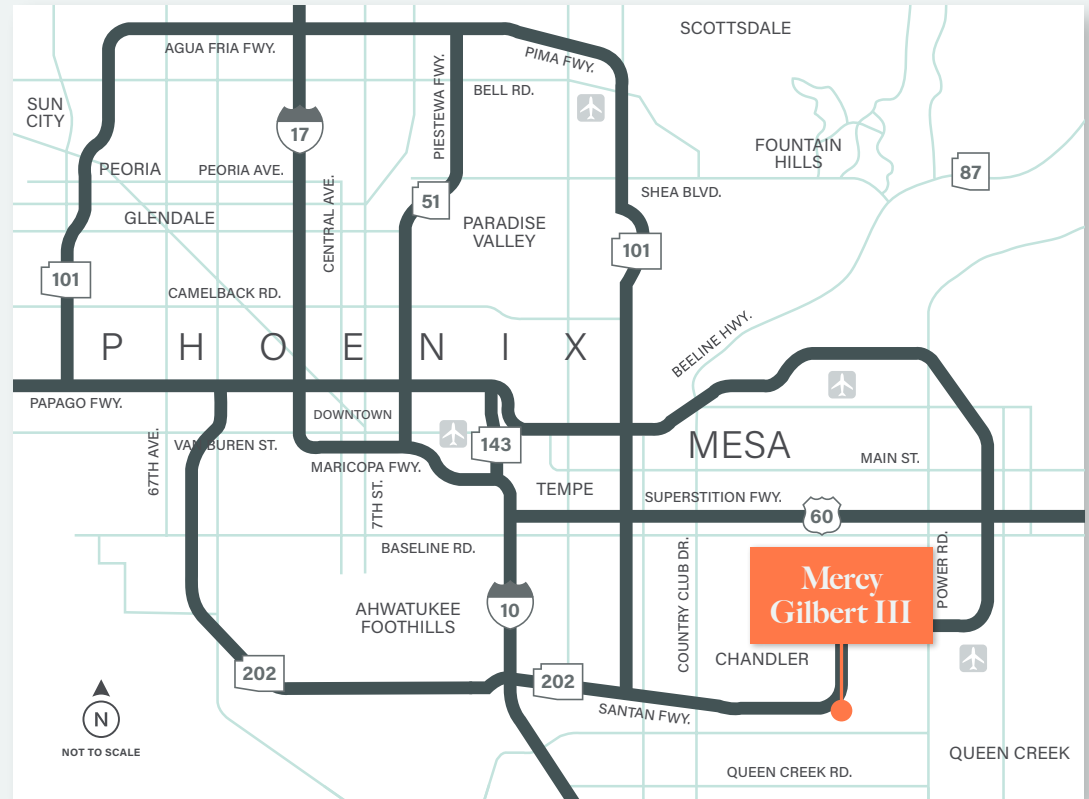 SCOTTSDALE
AGUA FRIA FWY.
PIMA FWY.
PIESTEWA FWY.
BELL RD.
SUN
CITY
17
FOUNTAIN
HILLS
PEORIA
PEORIA AVE.
87
SHEA BLVD.
51
CENTRAL AVE.
GLENDALE
PARADISE
VALLEY
101
101
CAMELBACK RD.
BEELINE HWY.
PHOENIX
PAPAGO FWY.
DOWNTOWN
67TH AVE.
VAN BUREN ST.
143
MESA
MAIN ST.
MARICOPA FWY.
7TH ST.
TEMPE
SUPERSTITION FWY.
60
BASELINE RD.
COUNTRY CLUB DR.
POWER RD.
Mercy
Gilbert III
10
AHWATUKEE
FOOTHILLS
CHANDLER
202
202
SANTAN FWY.
N
NOT TO SCALE
QUEEN CREEK
QUEEN CREEK RD.